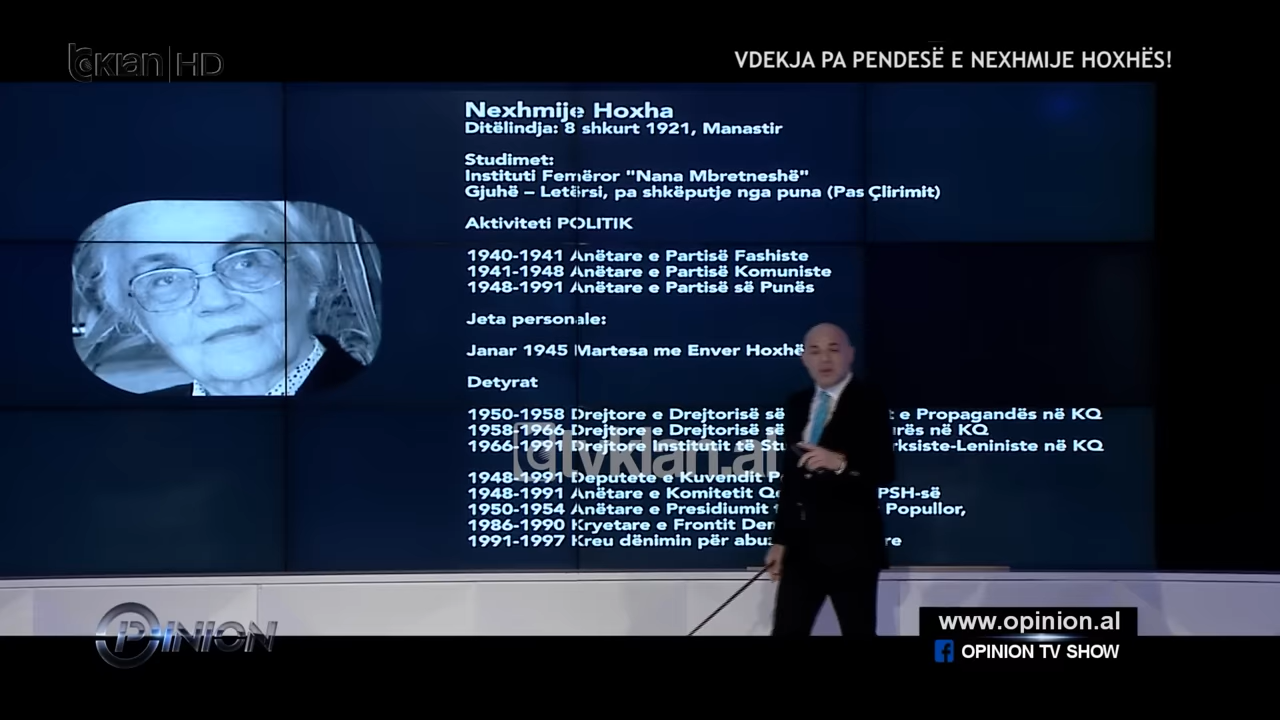 tvklan HD
VDEKJA PA PENDESË E NEXHMIJE HOXHËS!
Nexhmije Hoxha
Ditëlindja: 8 shkurt 1921, Manastir
Studimet:
Instituti Femëror "Nana Mbretneshë"
Gjuhë – Letërsi, pa shkëputje nga puna (Pas Çlirimit)
Aktiviteti POLITIK
1940-1941 Anëtare e Partisë Fashiste
1941-1948 Anëtare e Partisë Komuniste
1948-1991 Anëtare e Partisë së Punës
Jeta personale:
Janar 1945 Martesa me Enver Hoxhë
Detyrat
1950-1958 Drejtore e Drejtorisë së e Propagandës në KQ
1958-1966 Drejtore e Drejtorisë së në KQ
1966-1991 Drejtore Institutit të Leniniste në KQ
1948-1991 Deputete e Kuvendit
1948-1991 Anëtare e Komitetit PSH-së
1950-1954 Anëtare e Presidiumit Popullor,
1986-1990 Kryetare e Frontit
1991-1997 Kreu dënimin për
tvklan.al
OPINION
www.opinion.al
OPINION TV SHOW